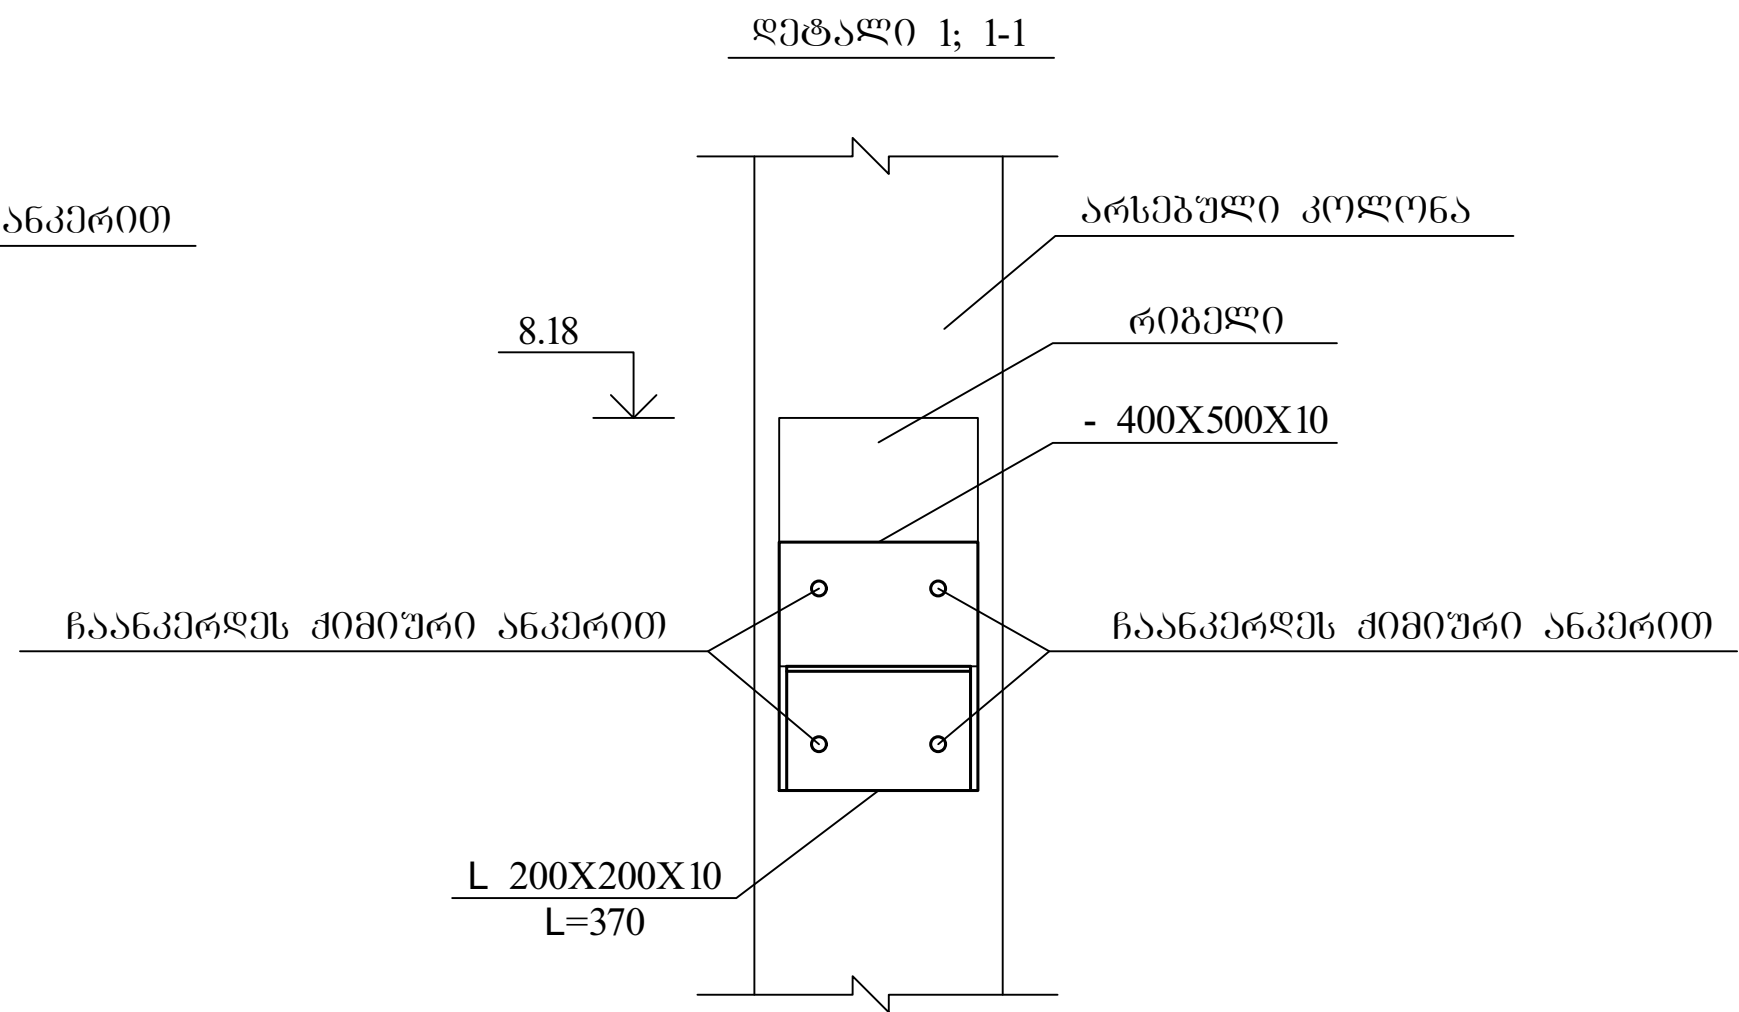 დეტალი 1; 1-1
ანკერით
არსებული კოლონა
რიგელი
8.18
- 400X500X10
ჩაანკერდეს ქიმიური ანკერით
ჩაანკერდეს ქიმიური ანკერით
L 200X200X10
L=370